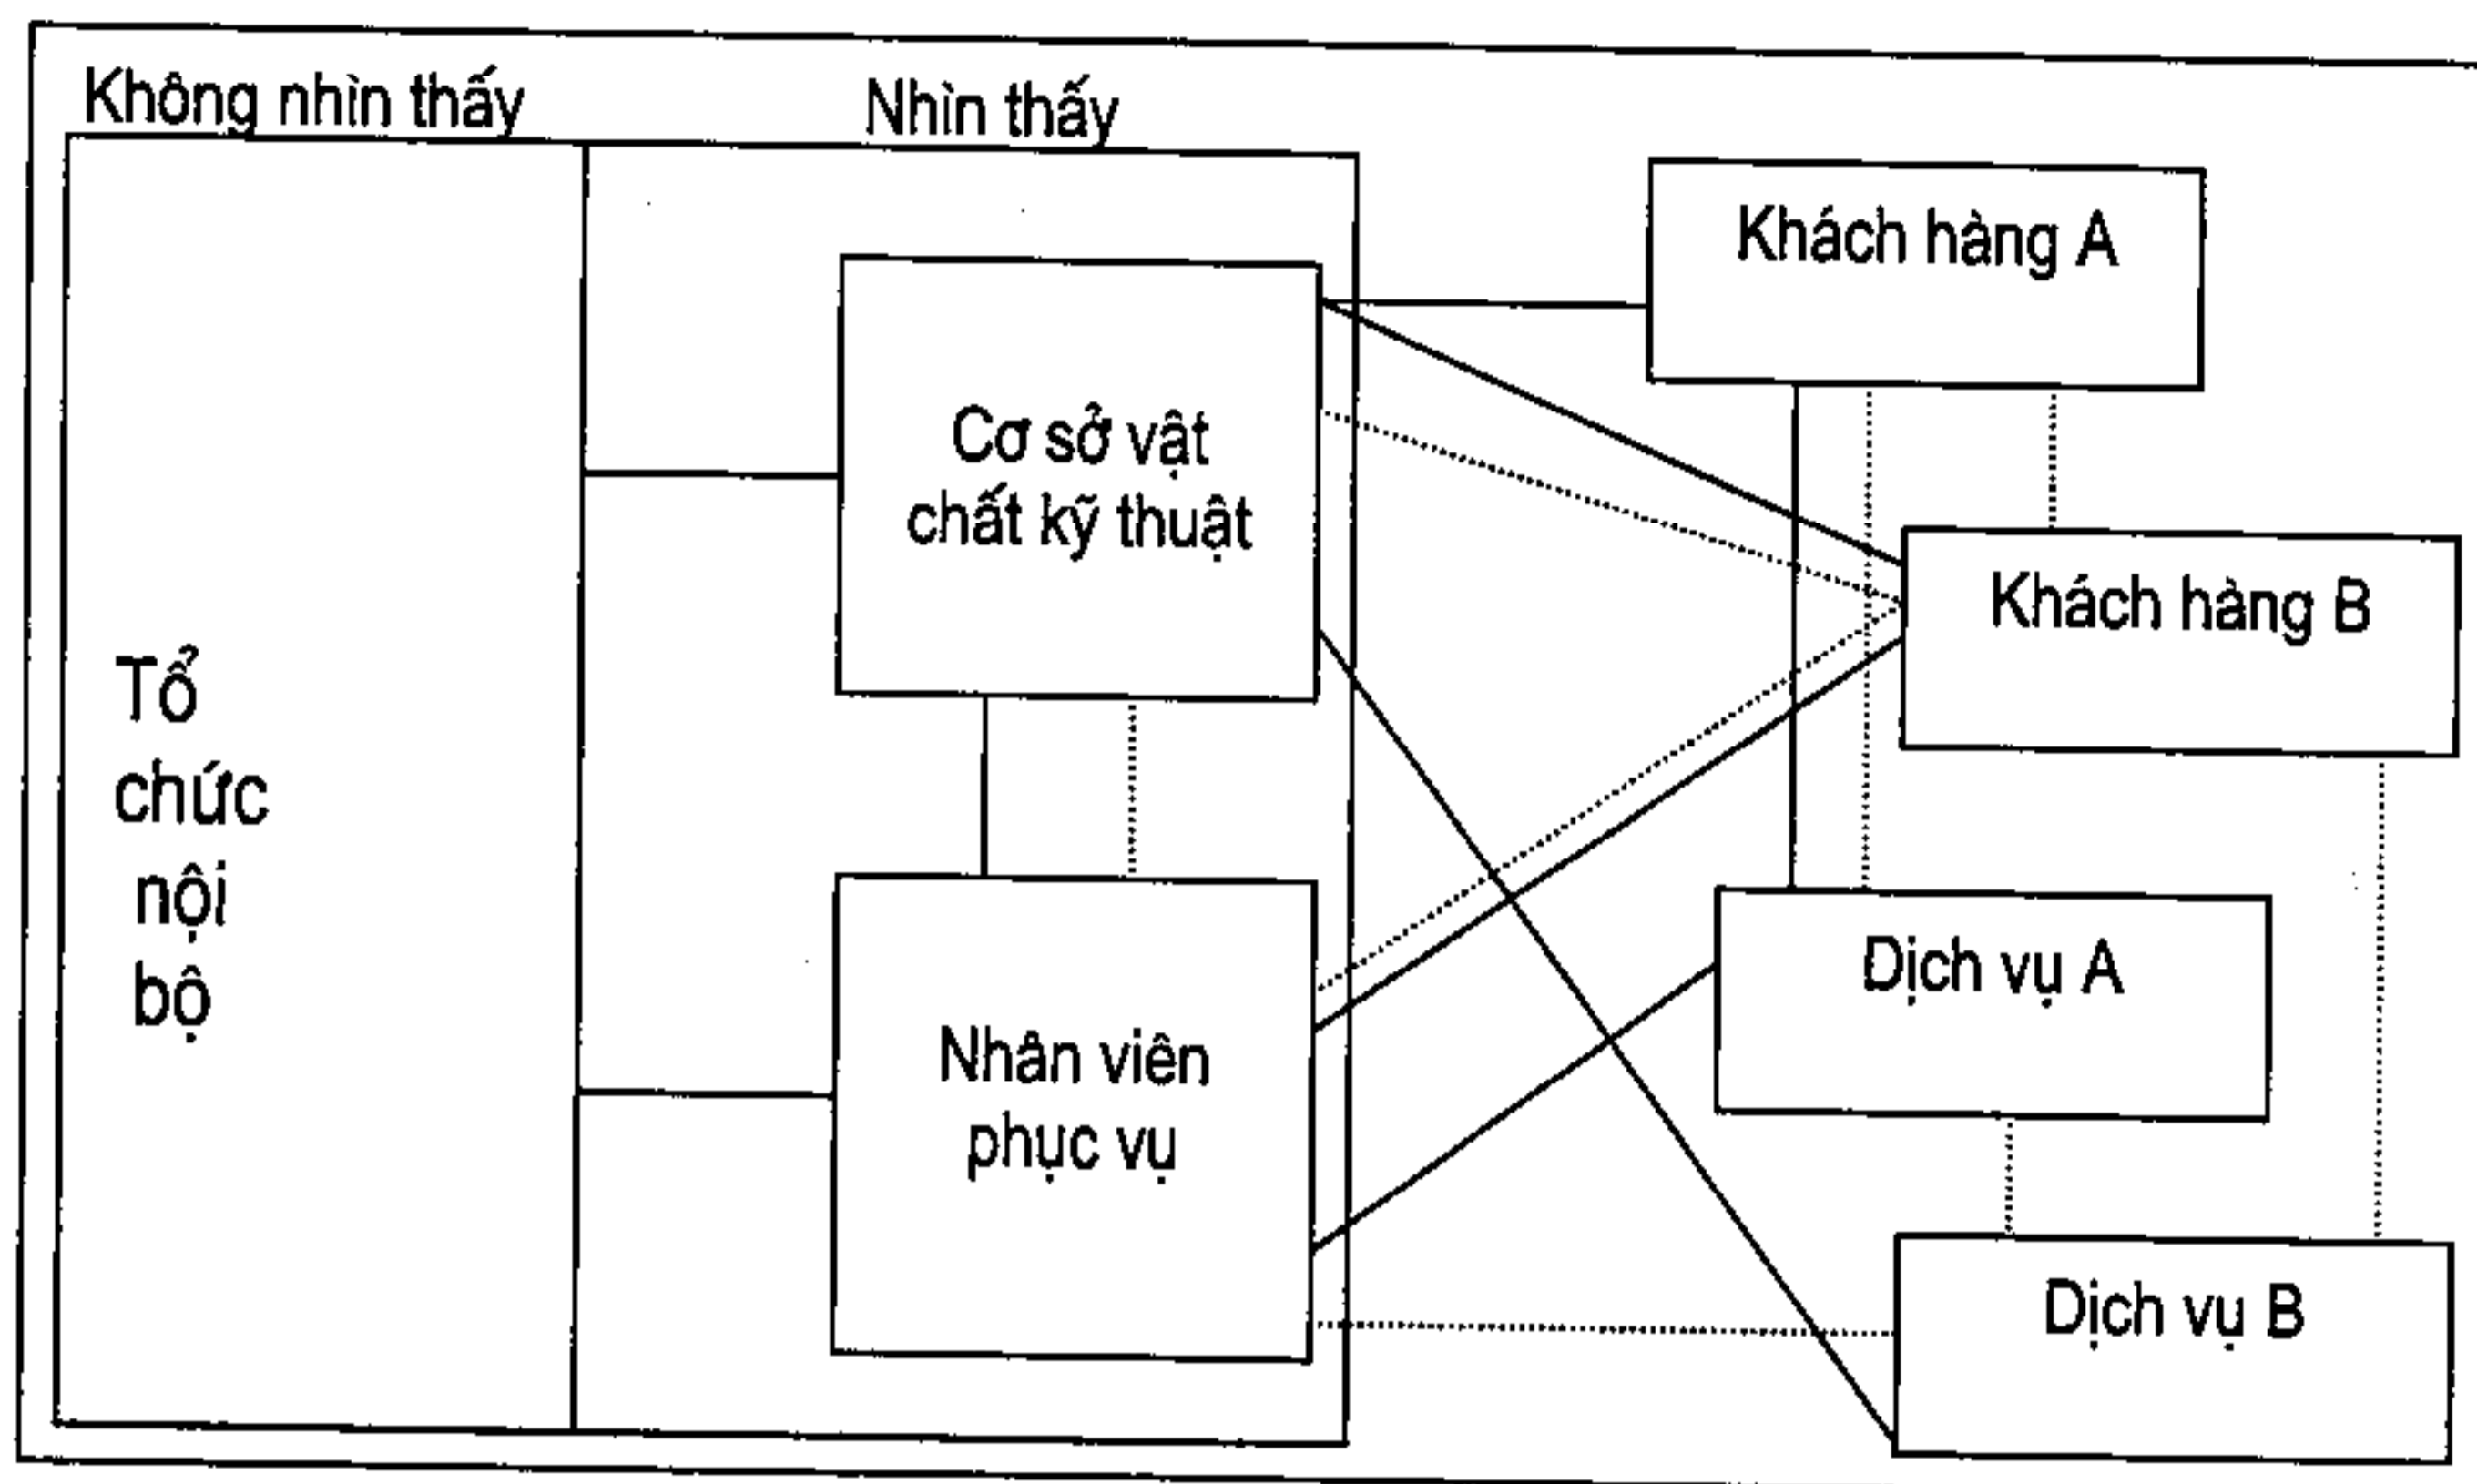 Không nhìn thấy
Nhìn thấy
Khách hàng A
Cơ sở vật
chất kỹ thuật
Khách hàng B
Tổ
chức
nội
bộ
Dịch vụ A
Nhân viên
phục vụ
Dịch vụ B